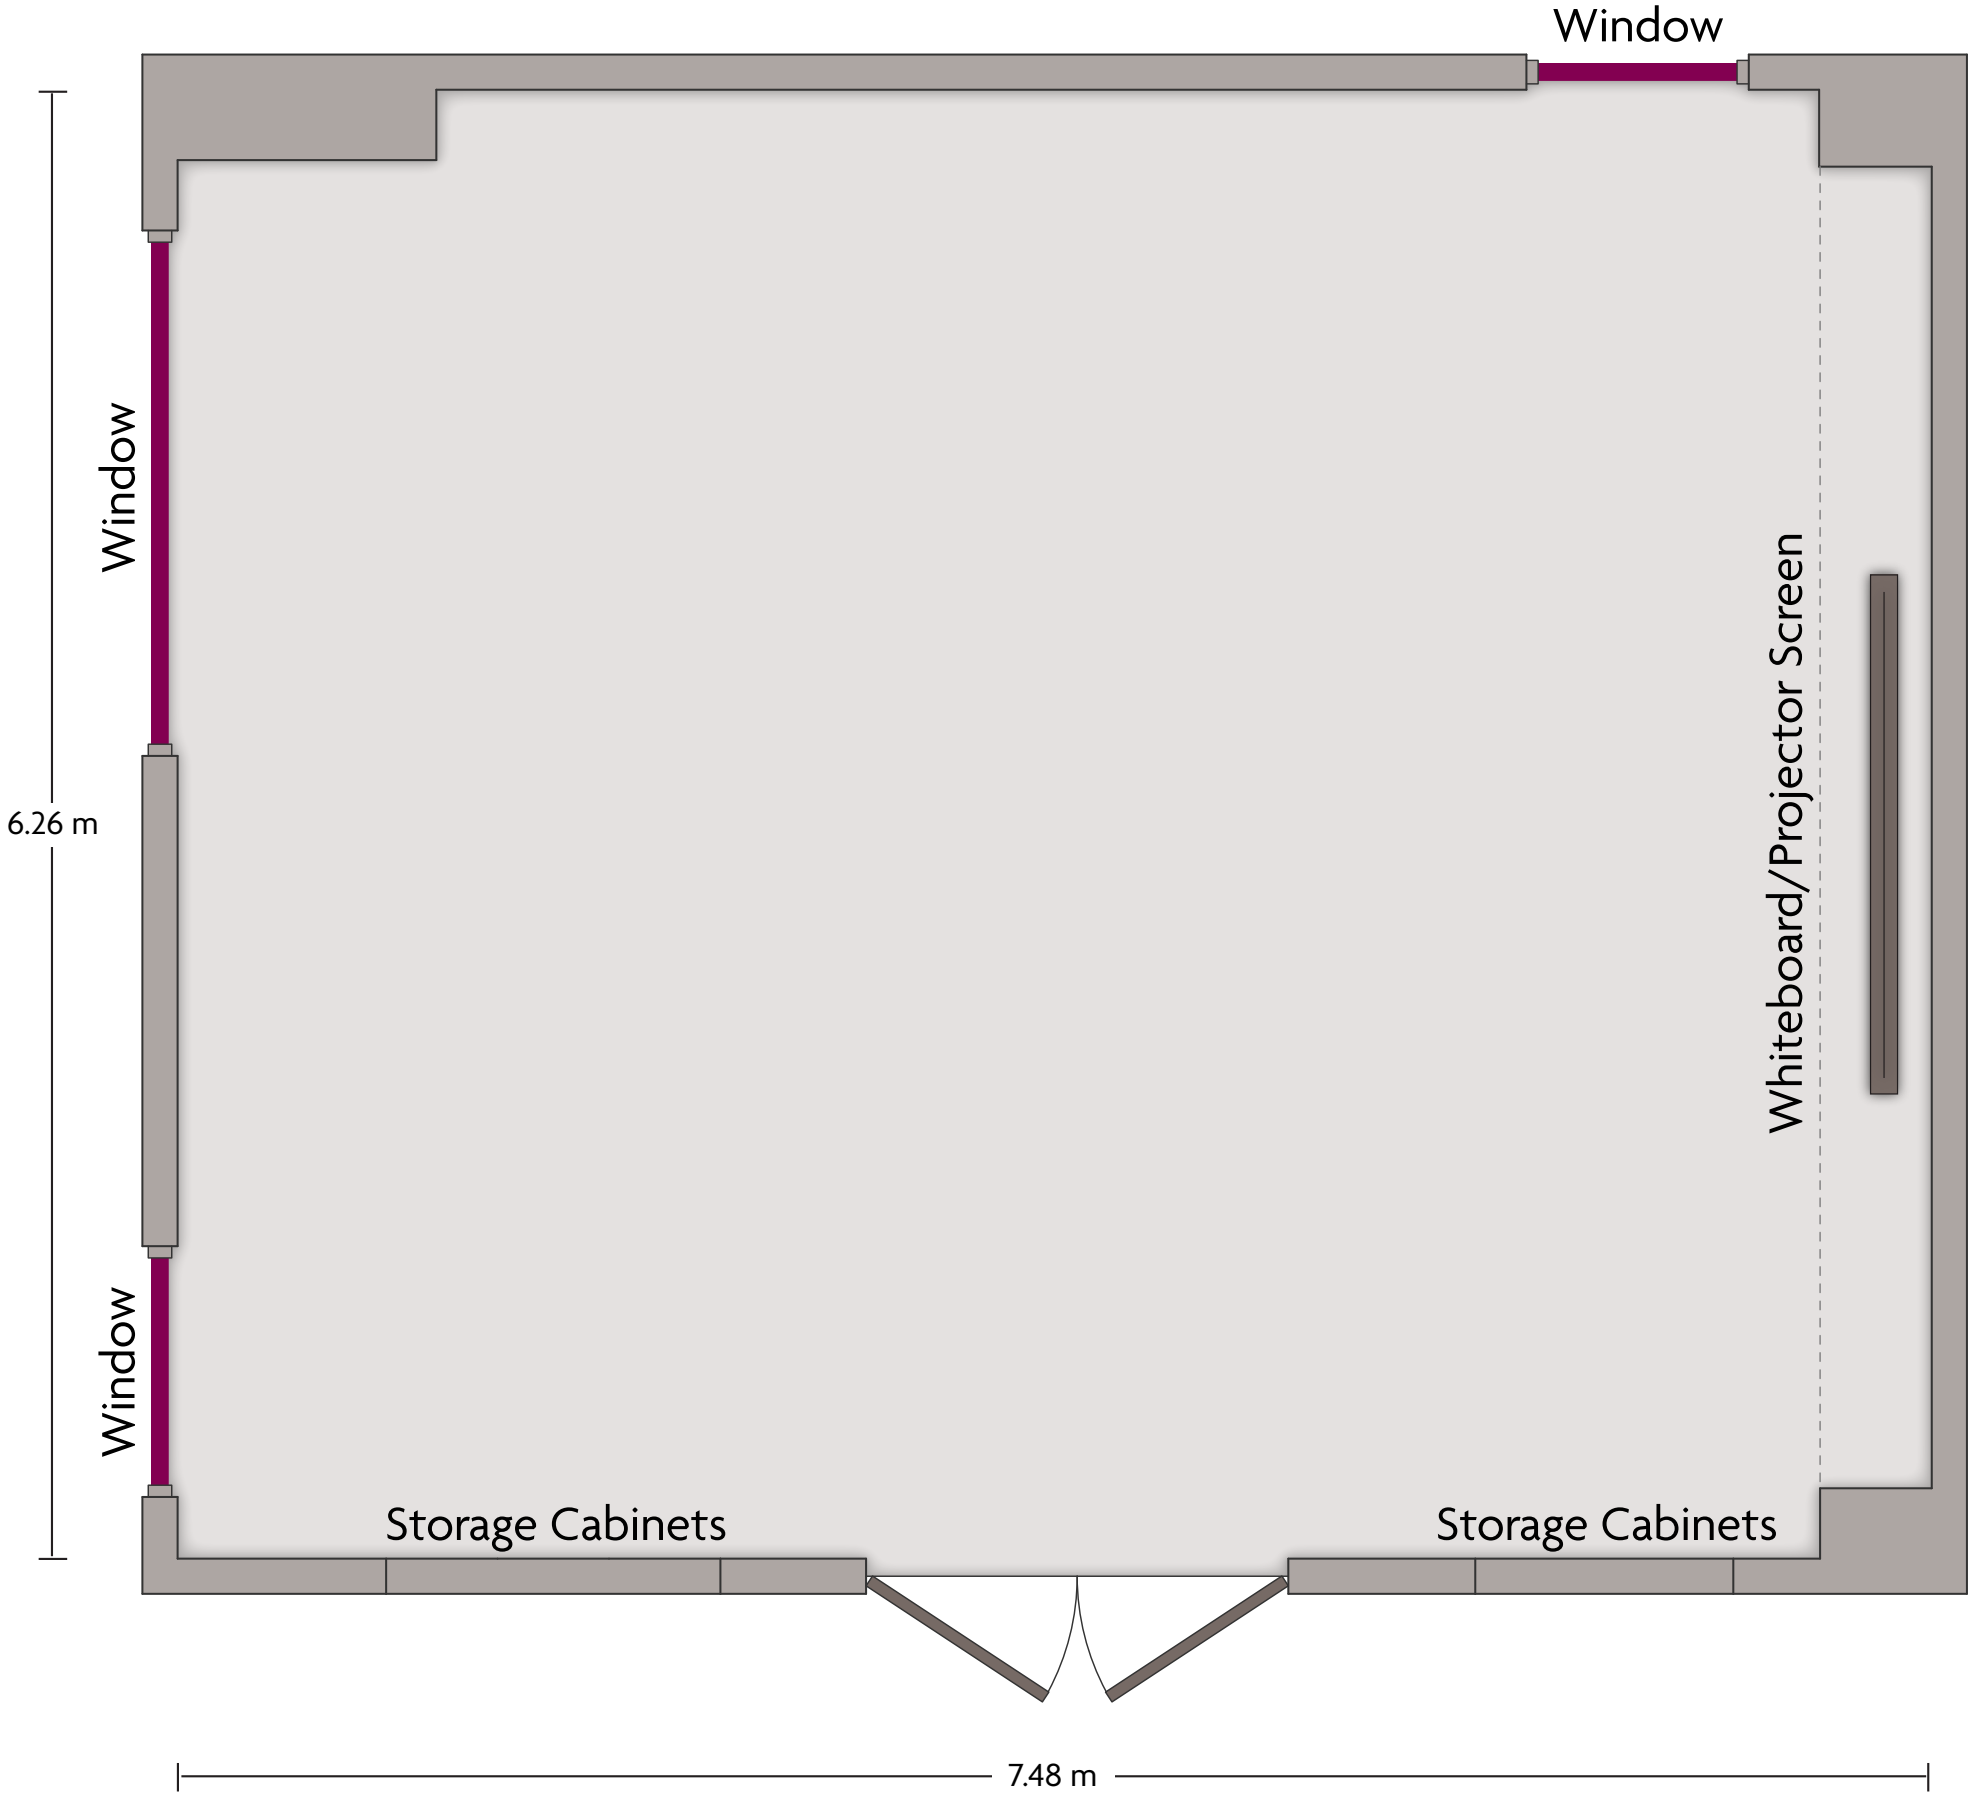 Window
Window
6.26 m
Whiteboard/Projector Screen
Window
Storage Cabinets
Storage Cabinets
7.48 m